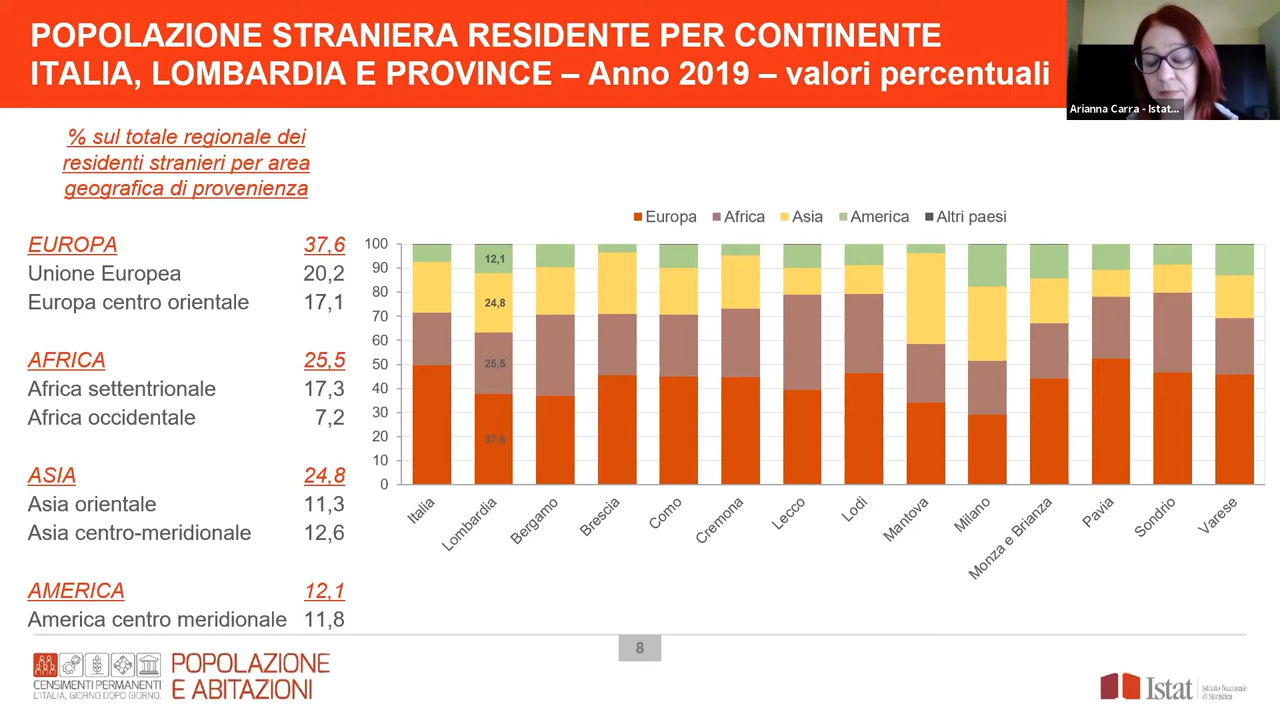 POPOLAZIONE STRANIERA RESIDENTE PER CONTINENTE
ITALIA, LOMBARDIA E PROVINCE – Anno 2019 – valori percentuali
Arianna Carra - Istat...
% sul totale regionale dei
residenti stranieri per area
geografica di provenienza
EUROPA 37,6
Unione Europea 20,2
Europa centro orientale 17,1
AFRICA 25,5
Africa settentrionale 17,3
Africa occidentale 7,2
ASIA 24,8
Asia orientale 11,3
Asia centro-meridionale 12,6
AMERICA 12,1
America centro meridionale 11,8
Europa Africa Asia America Altri paesi
100
90
80
70
60
50
40
30
20
10
0
12,1
24,8
25,5
37,6
Italia
Lombardia
Bergamo
Brescia
Como
Cremona
Lecco
Lodi
Mantova
Milano
Monza e Brianza
Pavia
Sondrio
Varese
8
CENSIMENTI PERMANENTI
L'ITALIA, GIORNO DOPO GIORNO.
POPOLAZIONE
E ABITAZIONI
Istat
Istituto Nazionale
di Statistica